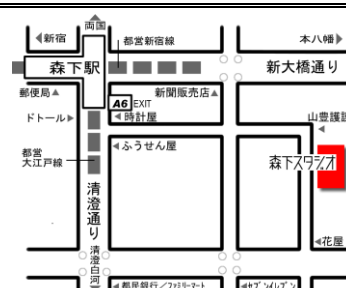 両国
◀新宿
都営新宿線
本八幡▶
森下駅
新大橋通り
郵便局▲
新聞販売店▲
A6 EXIT
ドトール▶
◀時計屋
◀ふうせん屋
都営
大江戸線
森下スタジオ
清澄通り
清澄白河
◀花屋
◀都民銀行/ファミリーマート
◀セブンイレブン